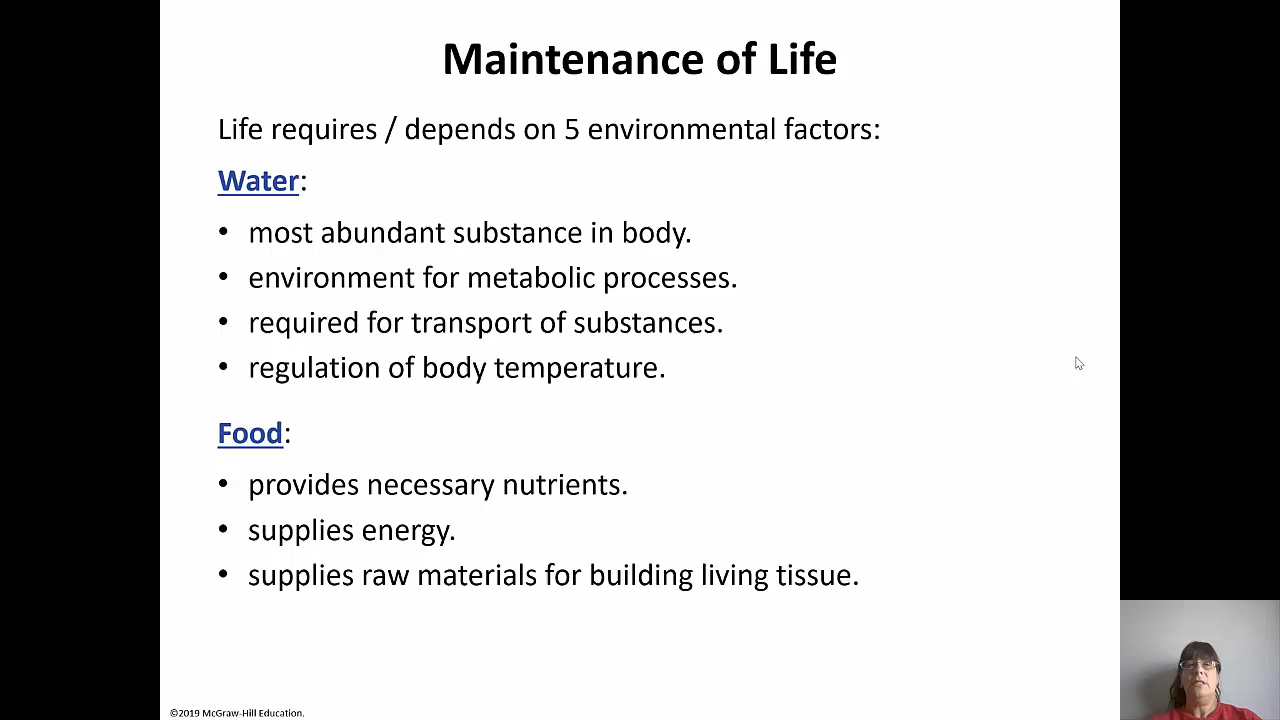 Maintenance of Life
Life requires / depends on 5 environmental factors:
Water:
• most abundant substance in body.
• environment for metabolic processes.
• required for transport of substances.
• regulation of body temperature.
Food:
• provides necessary nutrients.
• supplies energy.
• supplies raw materials for building living tissue.
©2019 McGraw-Hill Education.